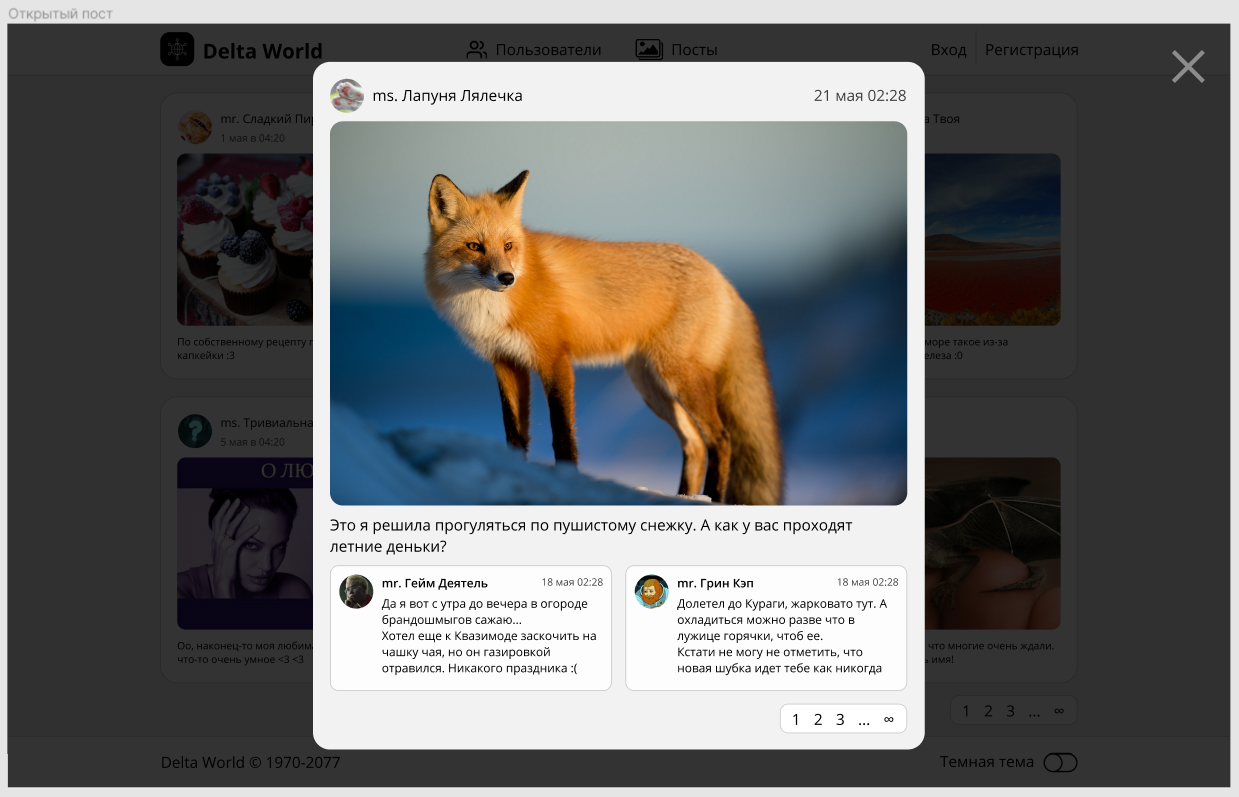 Открытый пост
Delta World
Пользователи
Посты
Вход
Регистрация
ms. Лапуня Лялечка
21 мая 02:28
mr. Сладкий
1 мая в 04:20
а Твоя
По собственному рецепту
капкейки :3
море такое из-за
:0
Это я решила прогуляться по пушистому снежку. А как у вас проходят
летние деньки?
ms. Тривиальна
5 мая в 04:20
О ЛЮ
mr. Гейм Деятель
18 мая 02:28
Да я вот с утра до вечера в огороде
брандошмыгов сажаю...
Хотел еще к Квазимоде заскочить на
чашку чая, но он газировкой
отравился. Никакого праздника :(
mr. Грин Кэп
18 мая 02:28
Долетел до Кураги, жарковато тут. А
охладиться можно разве что в
лужице горячки, чтоб ее.
Кстати не могу не отметить, что
новая шубка идет тебе как никогда
Оо, наконец-то моя любима
что-то очень умное <3 <3
что многие очень ждали.
имя!
1 2 3 ... ∞
1 2 3 ... ∞
Delta World © 1970-2077
Темная тема